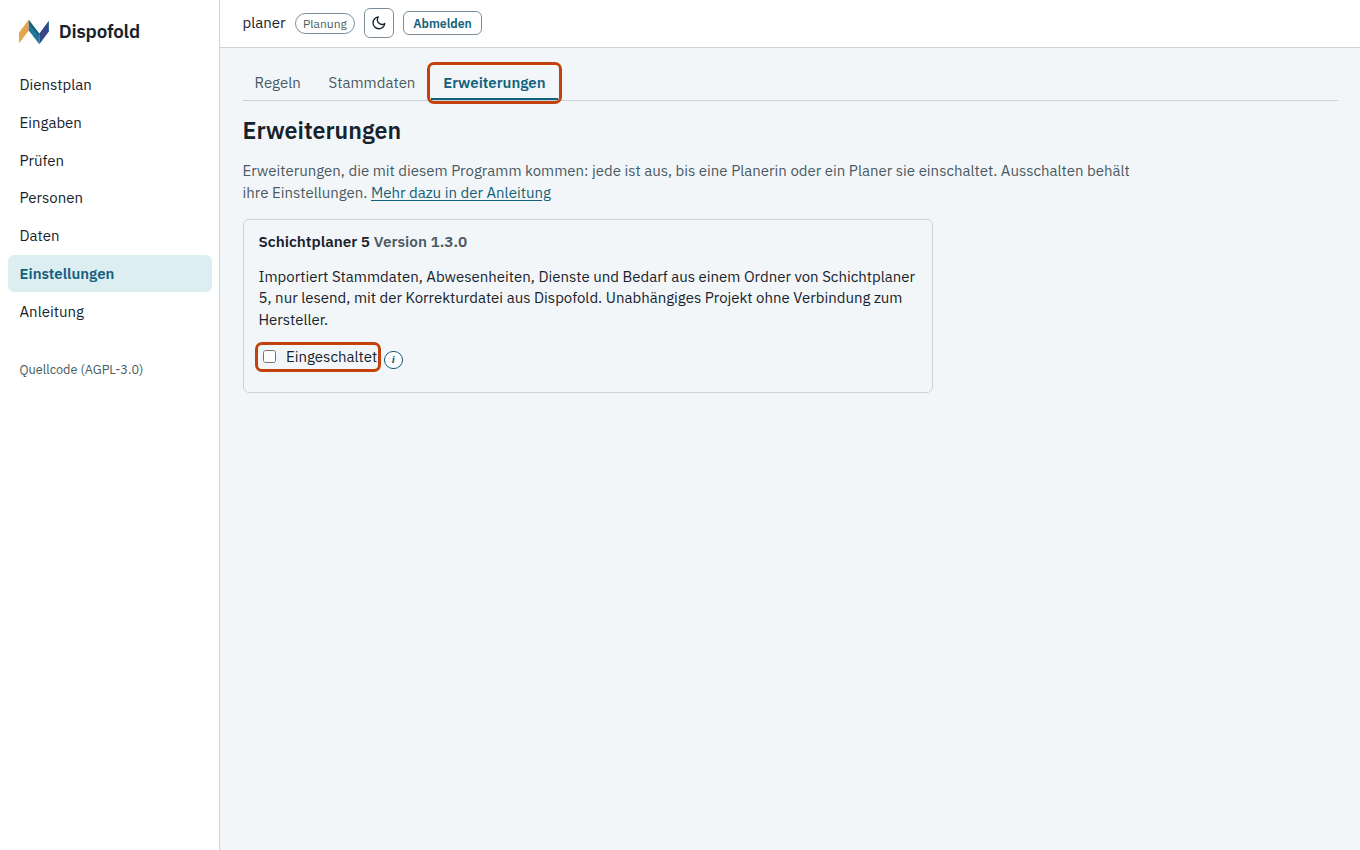 Dispofold
Dienstplan
Eingaben
Prüfen
Personen
Daten
Einstellungen
Anleitung
Quellcode (AGPL-3.0)
planer Planung Abmelden
Regeln Stammdaten Erweiterungen
Erweiterungen
Erweiterungen, die mit diesem Programm kommen: jede ist aus, bis eine Planerin oder ein Planer sie einschaltet. Ausschalten behält
ihre Einstellungen. Mehr dazu in der Anleitung
Schichtplaner 5 Version 1.3.0
Importiert Stammdaten, Abwesenheiten, Dienste und Bedarf aus einem Ordner von Schichtplaner
5, nur lesend, mit der Korrekturdatei aus Dispofold. Unabhängiges Projekt ohne Verbindung zum
Hersteller.
Eingeschaltet i